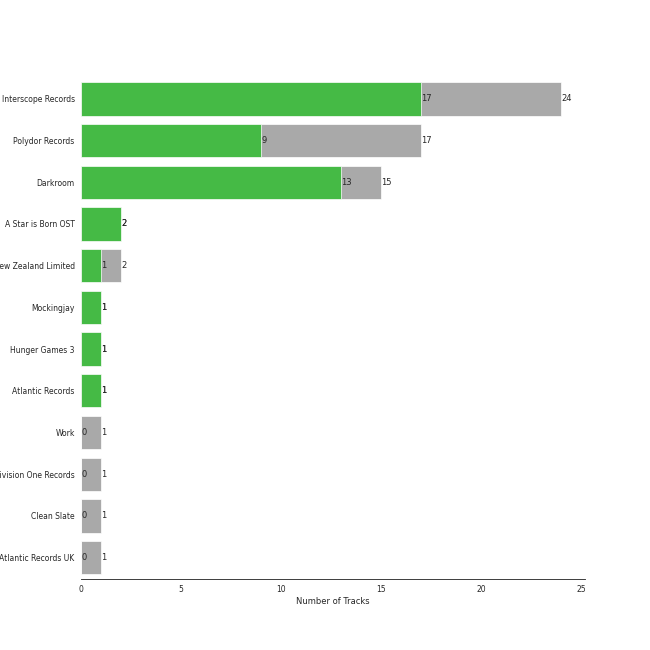 Interscope Records 17 24
Polydor Records 9 17
Darkroom 13 15
A Star is Born OST 2
ew Zealand Limited 1 2
Mockingjay 1
Hunger Games 3 1
Atlantic Records 1
Work 0 1
ivision One Records 0 1
Clean Slate 0 1
Atlantic Records UK 0 1
0 5 10 15 20 25
Number of Tracks